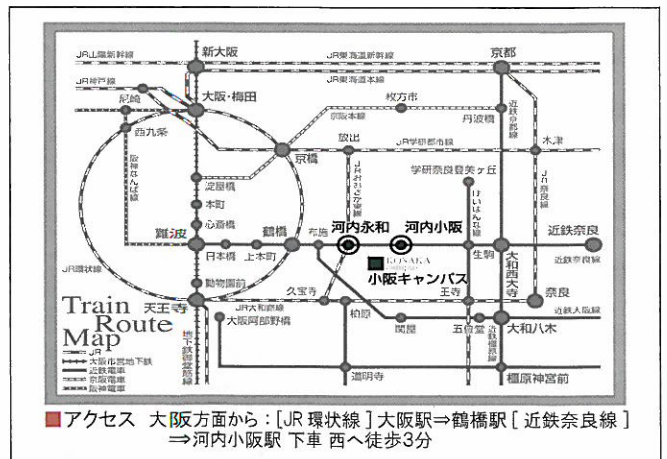 新大阪
京都
JR山陽新幹線
JR東海道新幹線
JR東海道本線
JR神戸線
尼崎
大阪・梅田
枚方市
京阪本線
丹波橋
近鉄京都線
西九条
放出
JR学研都市線
木津
京橋
阪神なんば線
淀屋橋
学研奈良登美ヶ丘
JR奈良線
本町
JRおおさか東線
けいはんな線
心斎橋
難波
鶴橋
布施
河内永和
河内小阪
近鉄奈良
日本橋
上本町
生駒
大和西大寺
近鉄奈良線
KOSAKA
campus
小阪キャンパス
JR環状線
動物園前
久宝寺
王寺
奈良
天王寺
JR大和路線
柏原
近鉄大阪線
大阪阿部野橋
関屋
五位堂
大和八木
Train
Route
Map
地下鉄御堂筋線
近鉄橿原線
JR
大阪市営地下鉄
近鉄電車
京阪電車
阪神電車
道明寺
橿原神宮前
■アクセス 大阪方面から：[JR 環状線 ] 大阪駅⇒鶴橋駅 [ 近鉄奈良線 ]
⇒河内小阪駅 下車 西へ徒歩3分